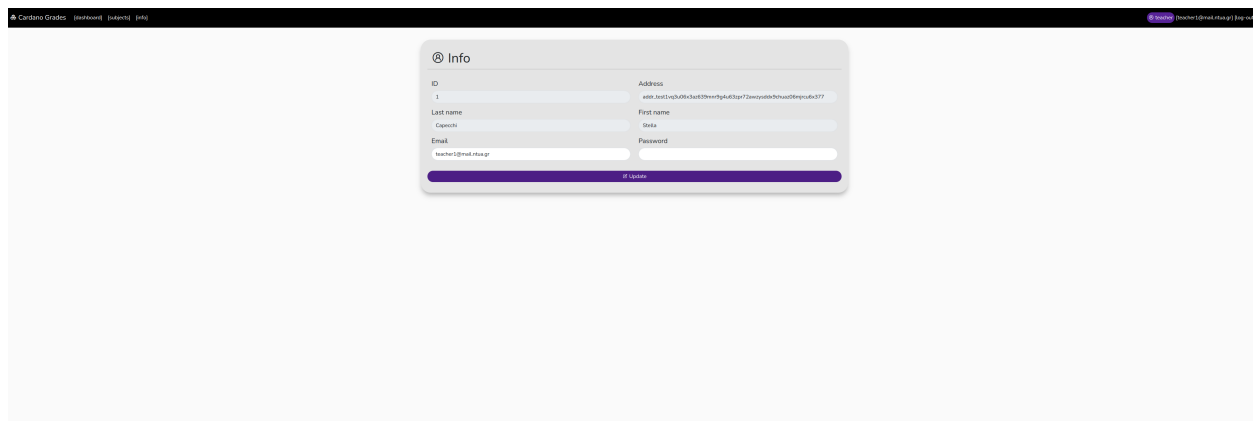 Cardano Grades [dashboard] [subjects] [info] teacher [teacher1@mail.ntua.gr] [log-out
Info
ID Address
1
Last name First name
Capecchi Stella
Email Password
teacher1@mail.ntua.gr
Update